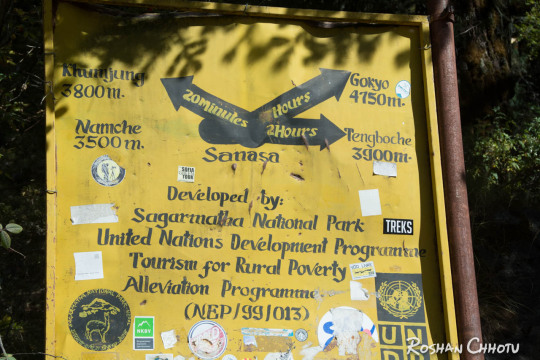 Khumjung
3800m.
Gokyo
4750m.
20minutes
Hours
2Hours
Namche
3500m.
Tengboche
3900m.
Sanasa
Developed by:
Sagarmatha National Park
TREKS
United Nations Development Programme
Tourism for Rural Poverty
Alleviation Programme
(NEP/99/013)
UN
D
ROSHAN CHHOTU